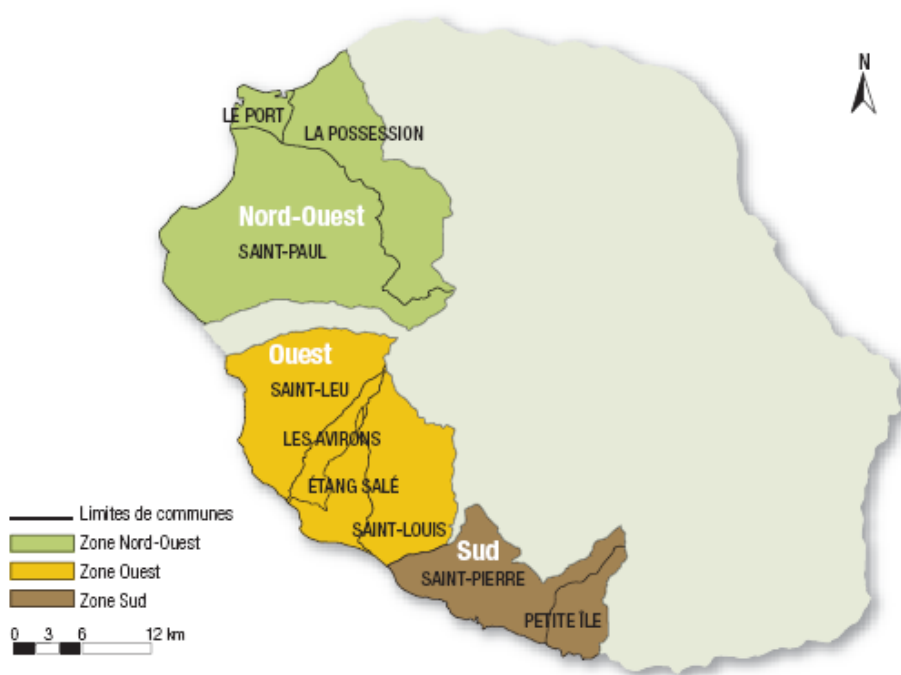 N
LE PORT
LA POSSESSION
Nord-Ouest
SAINT-PAUL
Ouest
SAINT-LEU
LES AVIRONS
ÉTANG SALÉ
SAINT-LOUIS
Sud
SAINT-PIERRE
PETITE ÎLE
Limites de communes
Zone Nord-Ouest
Zone Ouest
Zone Sud
0 3 6 12 km